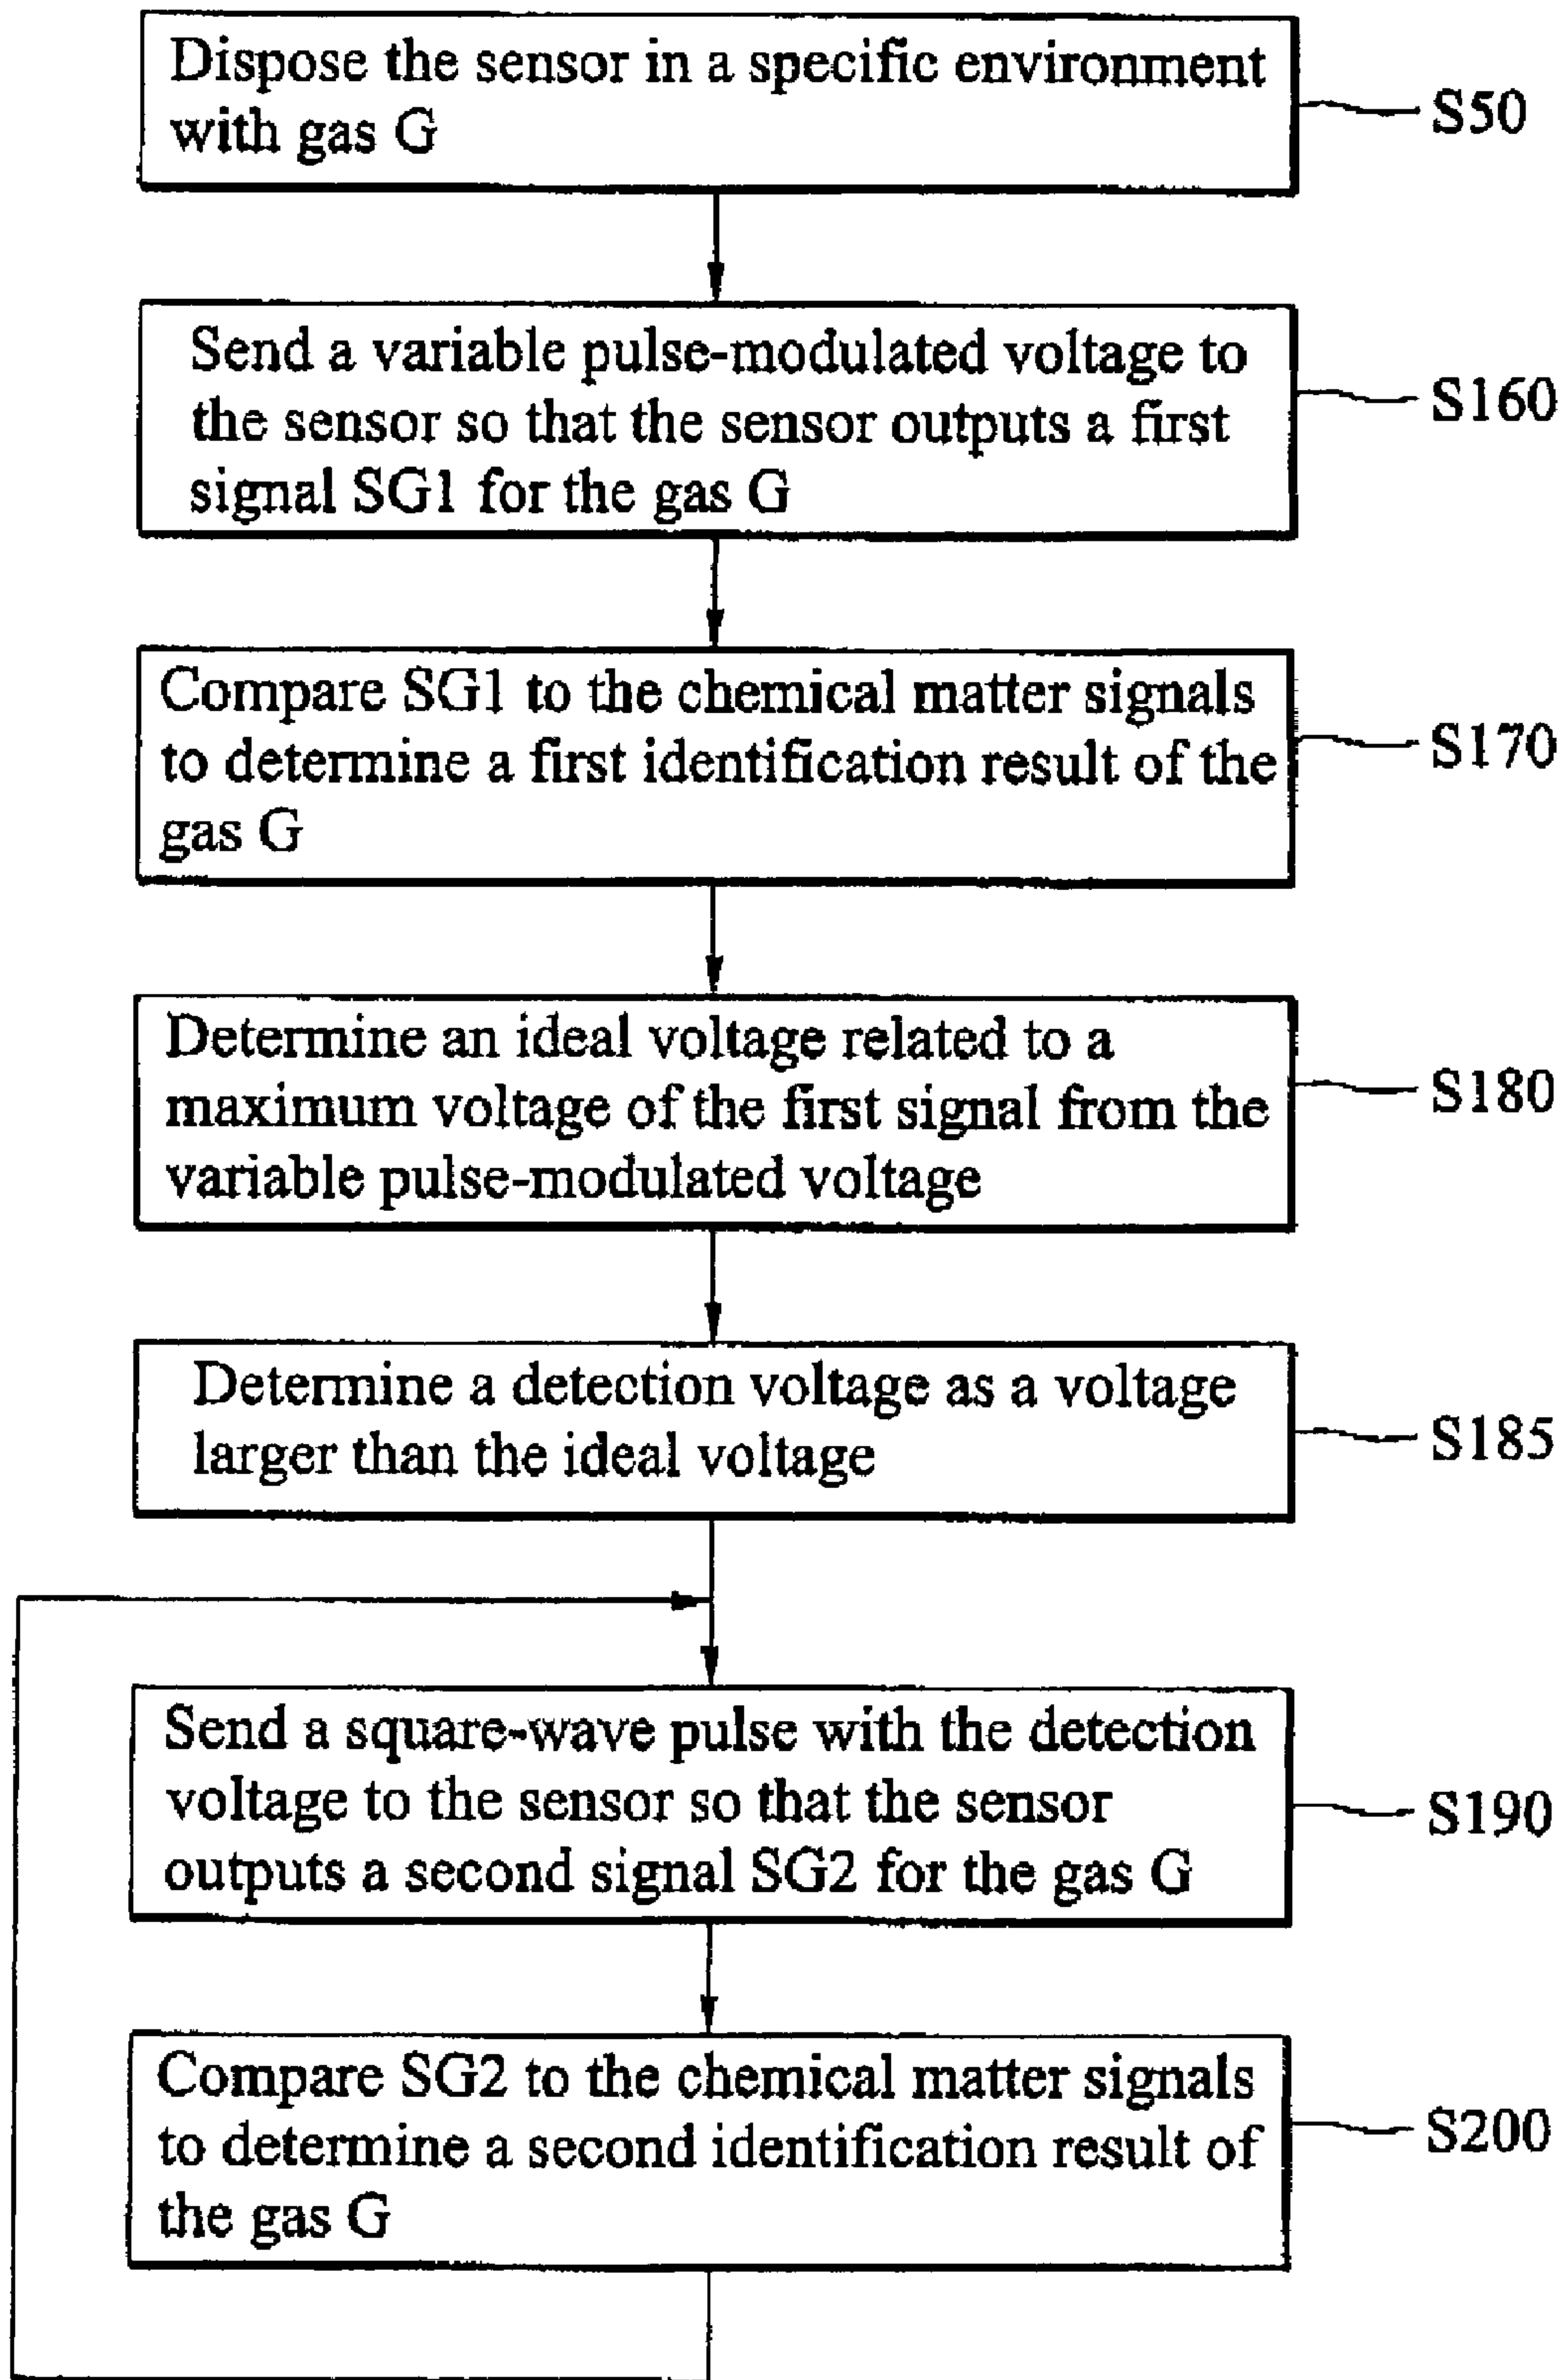 Dispose the sensor in a specific environment
with gas G
S50
Send a variable pulse-modulated voltage to
the sensor so that the sensor outputs a first
signal SG1 for the gas G
S160
Compare SG1 to the chemical matter signals
to determine a first identification result of the
gas G
S170
Determine an ideal voltage related to a
maximum voltage of the first signal from the
variable pulse-modulated voltage
S180
Determine a detection voltage as a voltage
larger than the ideal voltage
S185
Send a square-wave pulse with the detection
voltage to the sensor so that the sensor
outputs a second signal SG2 for the gas G
S190
Compare SG2 to the chemical matter signals
to determine a second identification result of
the gas G
S200